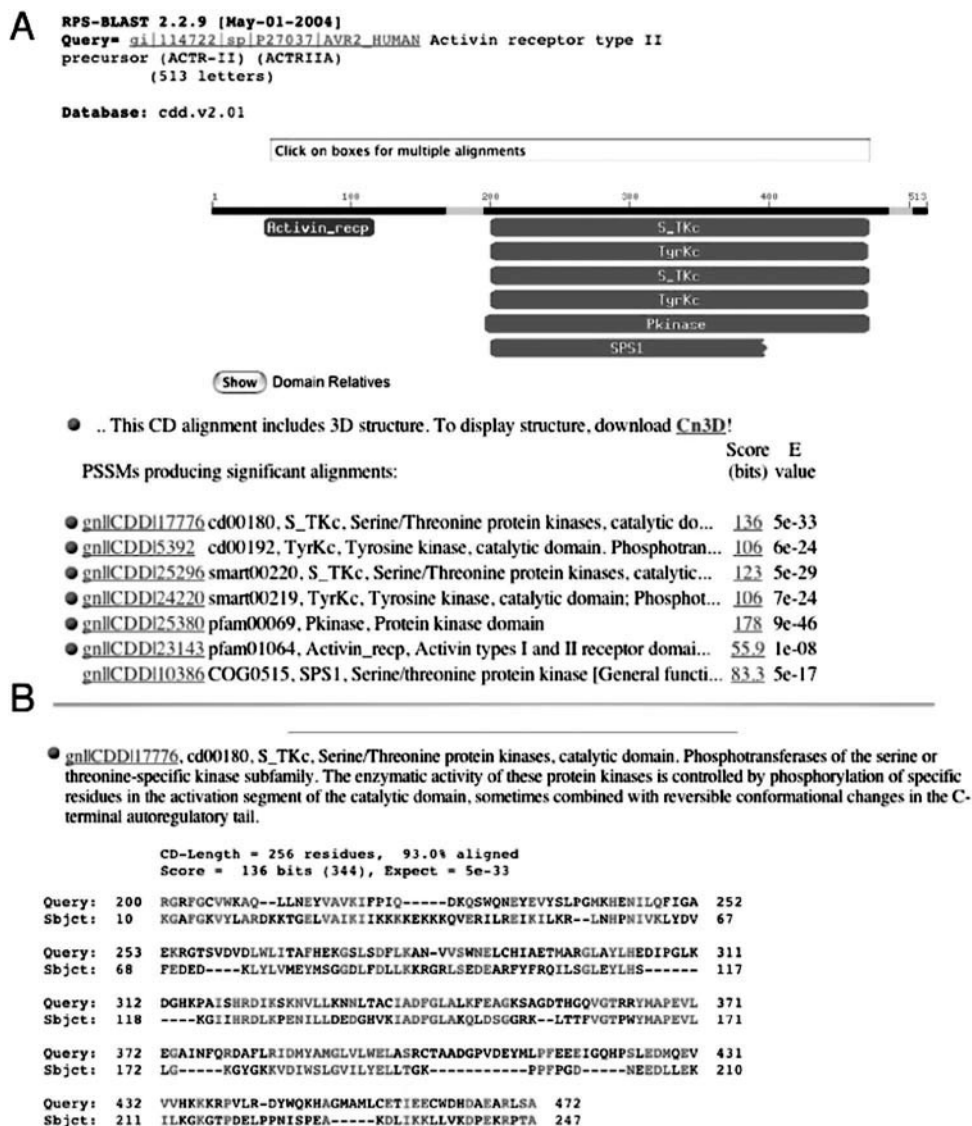 A
RPS-BLAST 2.2.9 [May-01-2004]
Query= gi|114722|sp|P27037|AVR2_HUMAN Activin receptor type II
precursor (ACTR-II) (ACTRIIA)
(513 letters)
Database: cdd.v2.01
Click on boxes for multiple alignments
1 100 200 300 400 513
Activin_recp S_TKc
TyrKc
S_TKc
TyrKc
Pkinase
SPS1
Show Domain Relatives
.. This CD alignment includes 3D structure. To display structure, download Cn3D!
Score E
PSSMs producing significant alignments: (bits) value
gnl|CDD|17776 cd00180, S_TKc, Serine/Threonine protein kinases, catalytic do... 136 5e-33
gnl|CDD|5392 cd00192, TyrKc, Tyrosine kinase, catalytic domain. Phosphotran... 106 6e-24
gnl|CDD|25296 smart00220, S_TKc, Serine/Threonine protein kinases, catalytic... 123 5e-29
gnl|CDD|24220 smart00219, TyrKc, Tyrosine kinase, catalytic domain; Phosphot... 106 7e-24
gnl|CDD|25380 pfam00069, Pkinase, Protein kinase domain 178 9e-46
gnl|CDD|23143 pfam01064, Activin_recp, Activin types I and II receptor domai... 55.9 1e-08
gnl|CDD|10386 COG0515, SPS1, Serine/threonine protein kinase [General functi... 83.3 5e-17
B
gnl|CDD|17776, cd00180, S_TKc, Serine/Threonine protein kinases, catalytic domain. Phosphotransferases of the serine or
threonine-specific kinase subfamily. The enzymatic activity of these protein kinases is controlled by phosphorylation of specific
residues in the activation segment of the catalytic domain, sometimes combined with reversible conformational changes in the C-
terminal autoregulatory tail.
CD-Length = 256 residues, 93.0% aligned
Score = 136 bits (344), Expect = 5e-33
Query: 200 RGRFGCVWKAQ--LLNEYVAVKIFPIQ-----DKQSWQNEYEVYSLPGMKHENILQFIGA 252
Sbjct: 10 KGAFGKVYLARDKKTGELVAIKIIKKKKEKKKQVERILREIKILKR--LNHPNIVKLYDV 67
Query: 253 EKRGTSVDVDLWLITAFHEKGSLSDFLKAN-VVSWNELCHIAETMARGLAYLHEDIPGLK 311
Sbjct: 68 FEDED----KLYLVMEYMSGGDLFDLLKKRGRLSEDEARFYFRQILSGLEYLHS------ 117
Query: 312 DGHKPAISHRDIKSKNVLLKNNLTACIADFGLALKFEAGKSAGDTHGQVGTRRYMAPEVL 371
Sbjct: 118 ----KGIIHRDLKPENILLDEDGHVKIADFGLAKQLDSGGRK--LTTFVGTPWYMAPEVL 171
Query: 372 EGAINFQRDAFLRIDMYAMGLVLWELASRCTAADGPVDEYMLPFEEEIGQHPSLEDMQEV 431
Sbjct: 172 LG-----KGYGKKVDIWSLGVILYELLTGK-----------PPFPGD-----NEEDLLEK 210
Query: 432 VVHKKKRPVLR-DYWQKHAGMAMLCETIEECWDHDAEARLSA 472
Sbjct: 211 ILKGKGTPDELPPNISPEA-----KDLIKKLLVKDPEKRPTA 247